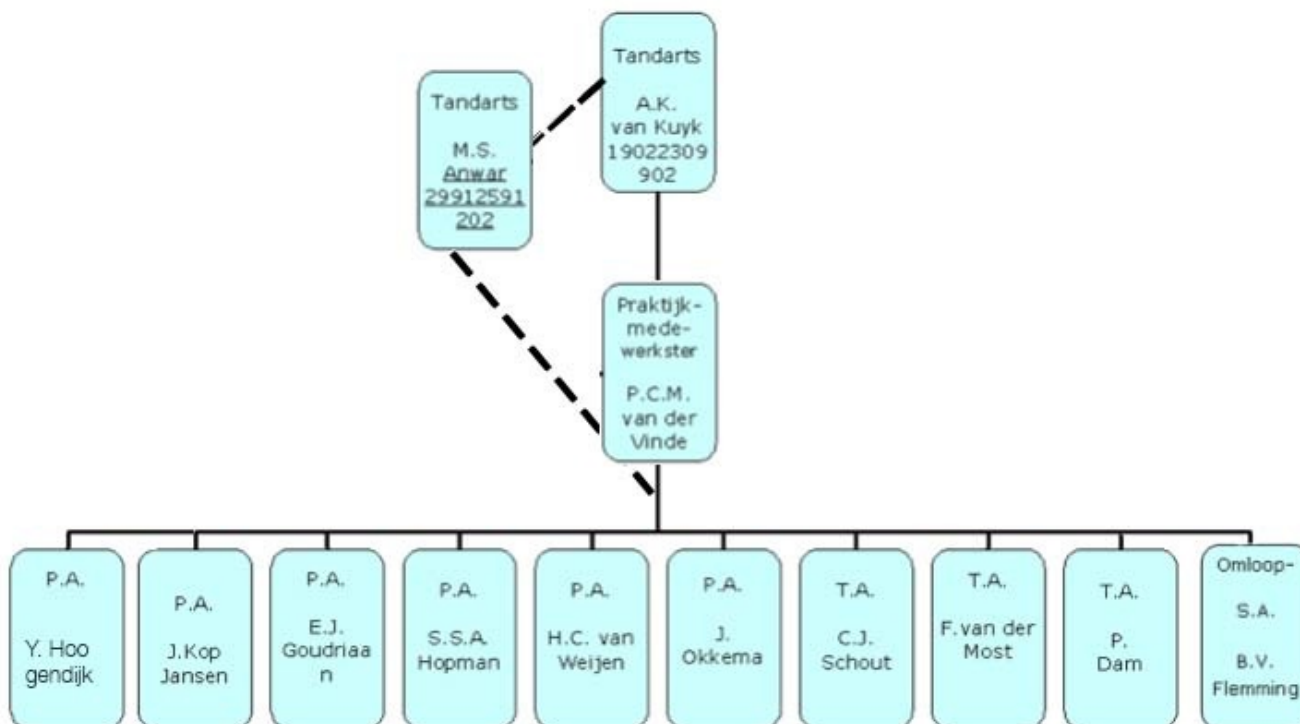 Tandarts
A.K.
van Kuyk
19022309
902
Tandarts
M.S.
Anwar
29912591
202
Praktijk-
mede-
werkster
P.C.M.
van der
Vinde
P.A.
Y. Hoo
gendijk
P.A.
J.Kop
Jansen
P.A.
E.J.
Goudriaa
n
P.A.
S.S.A.
Hopman
P.A.
H.C. van
Weijen
P.A.
J.
Okkema
T.A.
C.J.
Schout
T.A.
F.van der
Most
T.A.
P.
Dam
Omloop-
S.A.
B.V.
Flemming